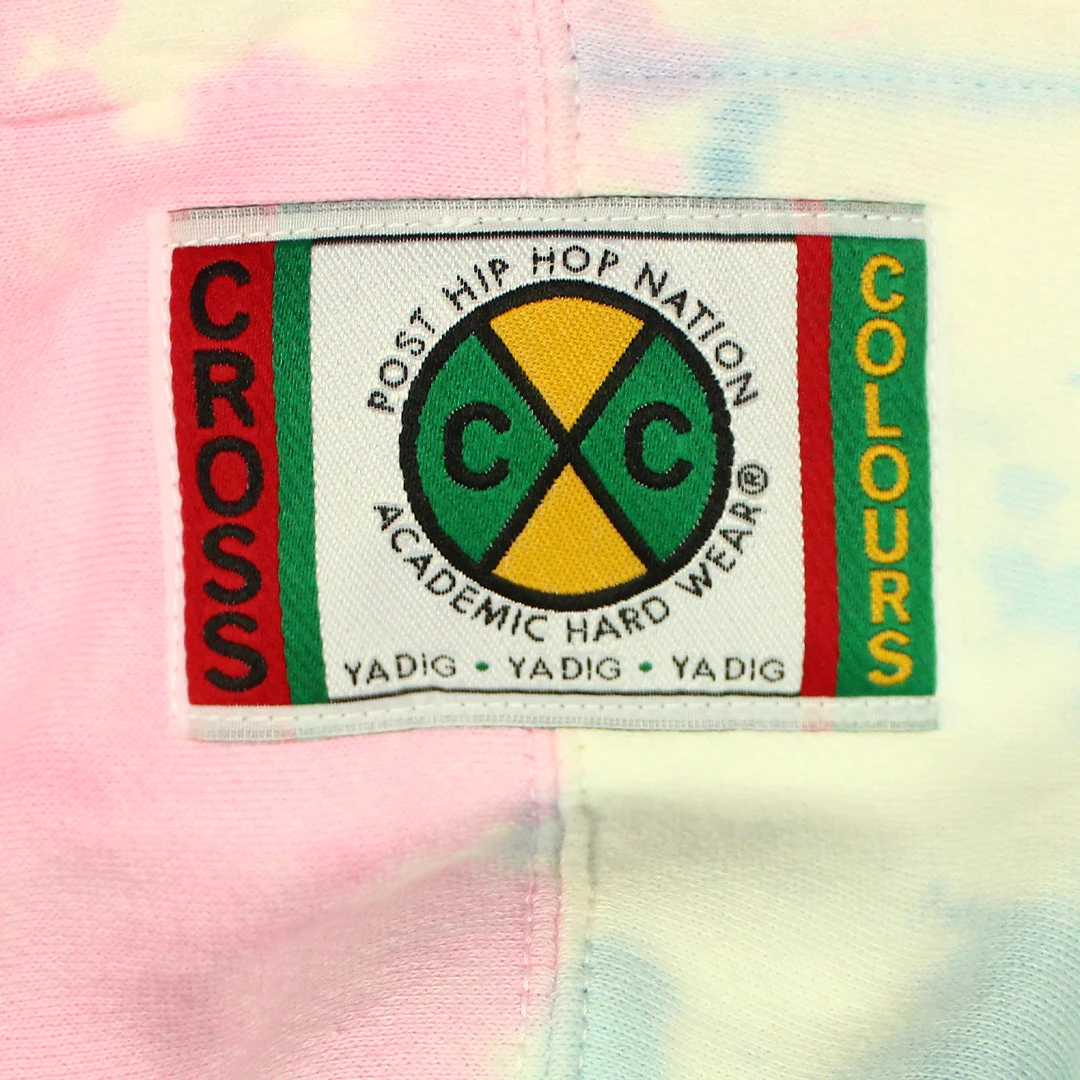 CROSS
POST HIP HOP NATION
C C
ACADEMIC HARD WEAR®
YADIG • YADIG • YADIG
COLOURS